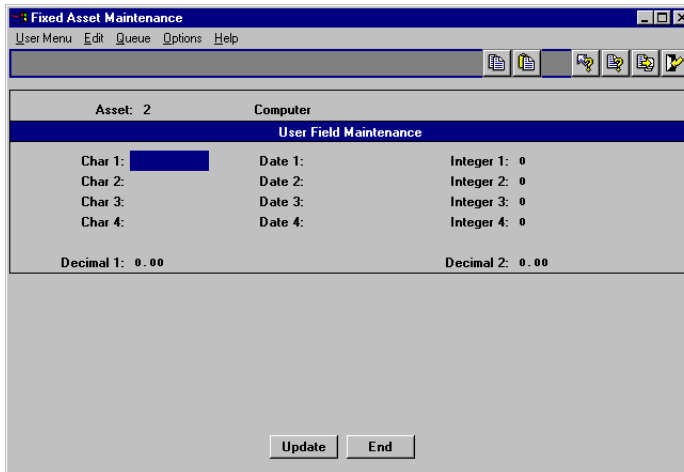 Fixed Asset Maintenance
User Menu Edit Queue Options Help
Asset: 2 Computer
User Field Maintenance
Char 1: Date 1: Integer 1: 0
Char 2: Date 2: Integer 2: 0
Char 3: Date 3: Integer 3: 0
Char 4: Date 4: Integer 4: 0
Decimal 1: 0.00 Decimal 2: 0.00
Update End